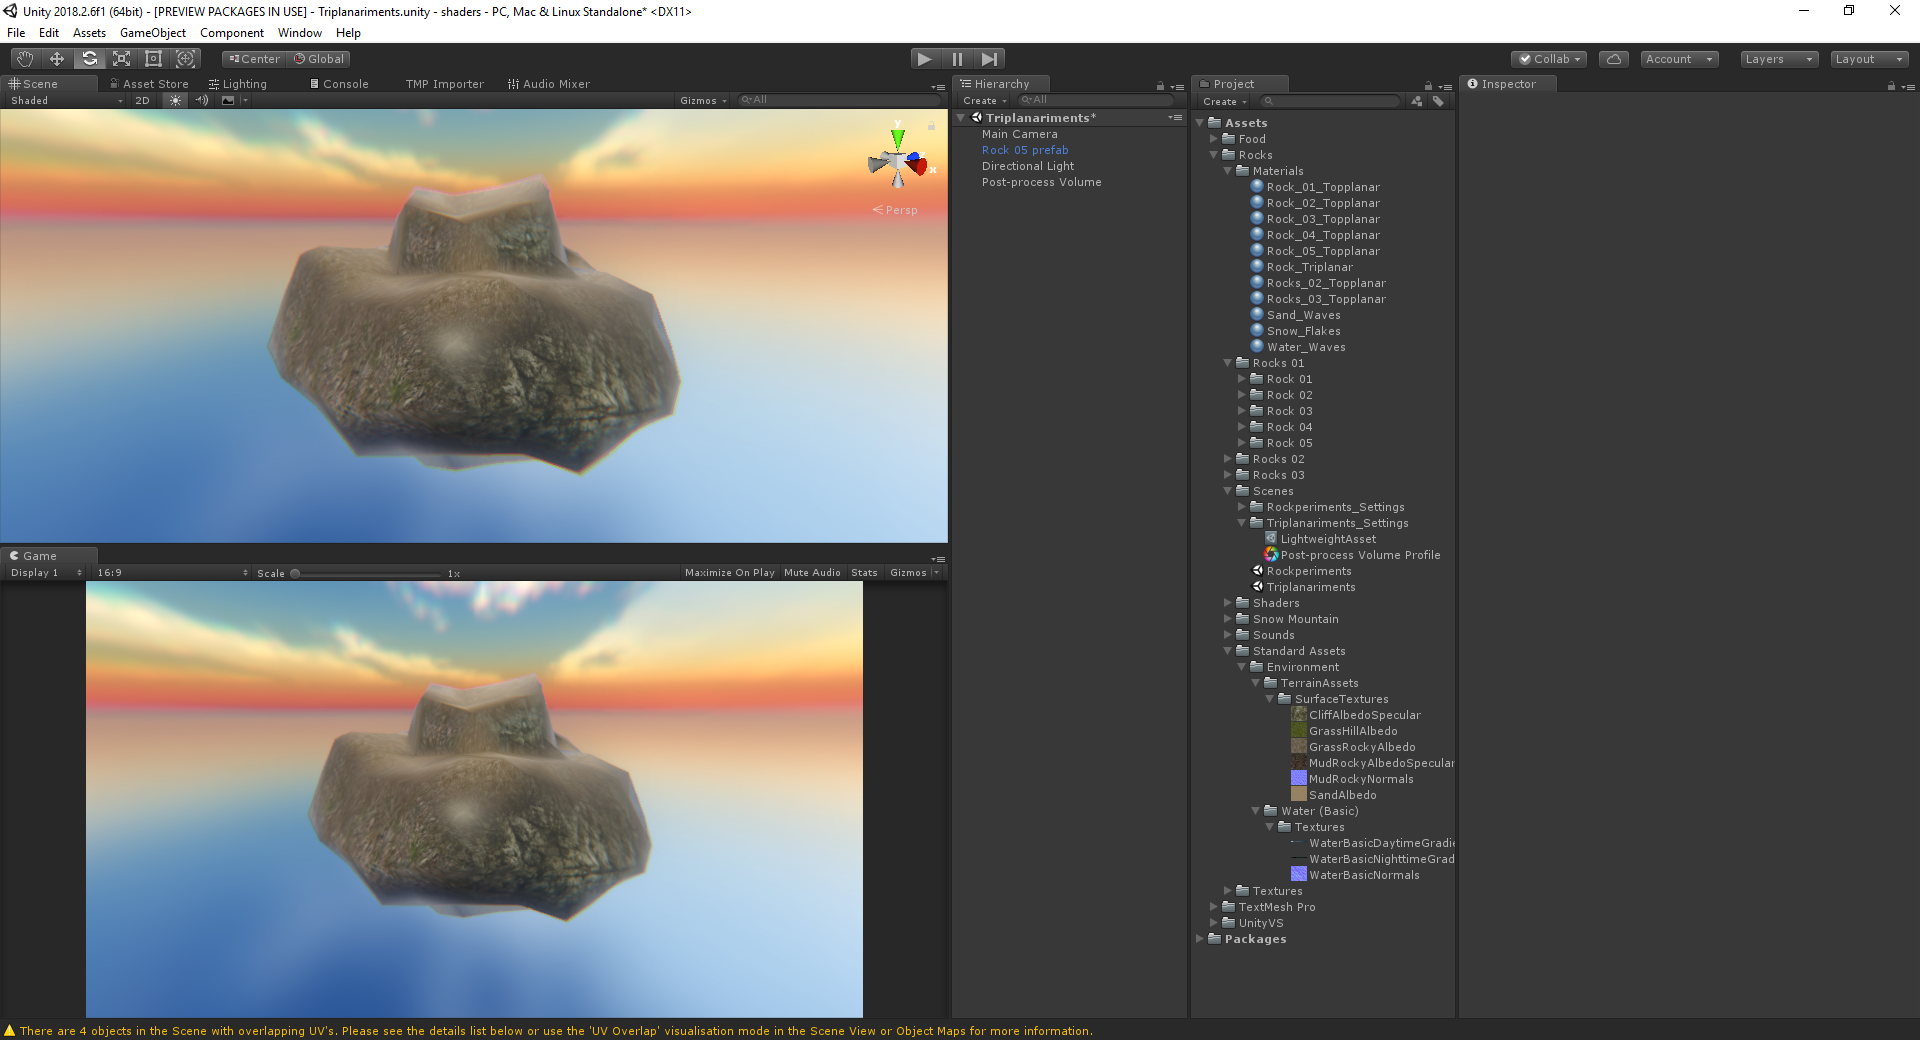 Unity 2018.2.6f1 (64bit) - [PREVIEW PACKAGES IN USE] - Triplanariments.unity - shaders - PC, Mac & Linux Standalone* <DX11>
File Edit Assets GameObject Component Window Help
Center Global Collab Account Layers Layout
Scene Asset Store Lighting Console TMP Importer Audio Mixer
Shaded 2D Gizmos All
y
x
Persp
Game
Display 1 16:9 Scale 1x Maximize On Play Mute Audio Stats Gizmos
Hierarchy
Create All
Triplanariments*
Main Camera
Rock 05 prefab
Directional Light
Post-process Volume
Project
Create
Assets
Food
Rocks
Materials
Rock_01_Topplanar
Rock_02_Topplanar
Rock_03_Topplanar
Rock_04_Topplanar
Rock_05_Topplanar
Rock_Triplanar
Rocks_02_Topplanar
Rocks_03_Topplanar
Sand_Waves
Snow_Flakes
Water_Waves
Rocks 01
Rock 01
Rock 02
Rock 03
Rock 04
Rock 05
Rocks 02
Rocks 03
Scenes
Rockperiments_Settings
Triplanariments_Settings
LightweightAsset
Post-process Volume Profile
Rockperiments
Triplanariments
Shaders
Snow Mountain
Sounds
Standard Assets
Environment
TerrainAssets
SurfaceTextures
CliffAlbedoSpecular
GrassHillAlbedo
GrassRockyAlbedo
MudRockyAlbedoSpecular
MudRockyNormals
SandAlbedo
Water (Basic)
Textures
WaterBasicDaytimeGradie
WaterBasicNighttimeGrad
WaterBasicNormals
Textures
TextMesh Pro
UnityVS
Packages
Inspector
There are 4 objects in the Scene with overlapping UV's. Please see the details list below or use the 'UV Overlap' visualisation mode in the Scene View or Object Maps for more information.